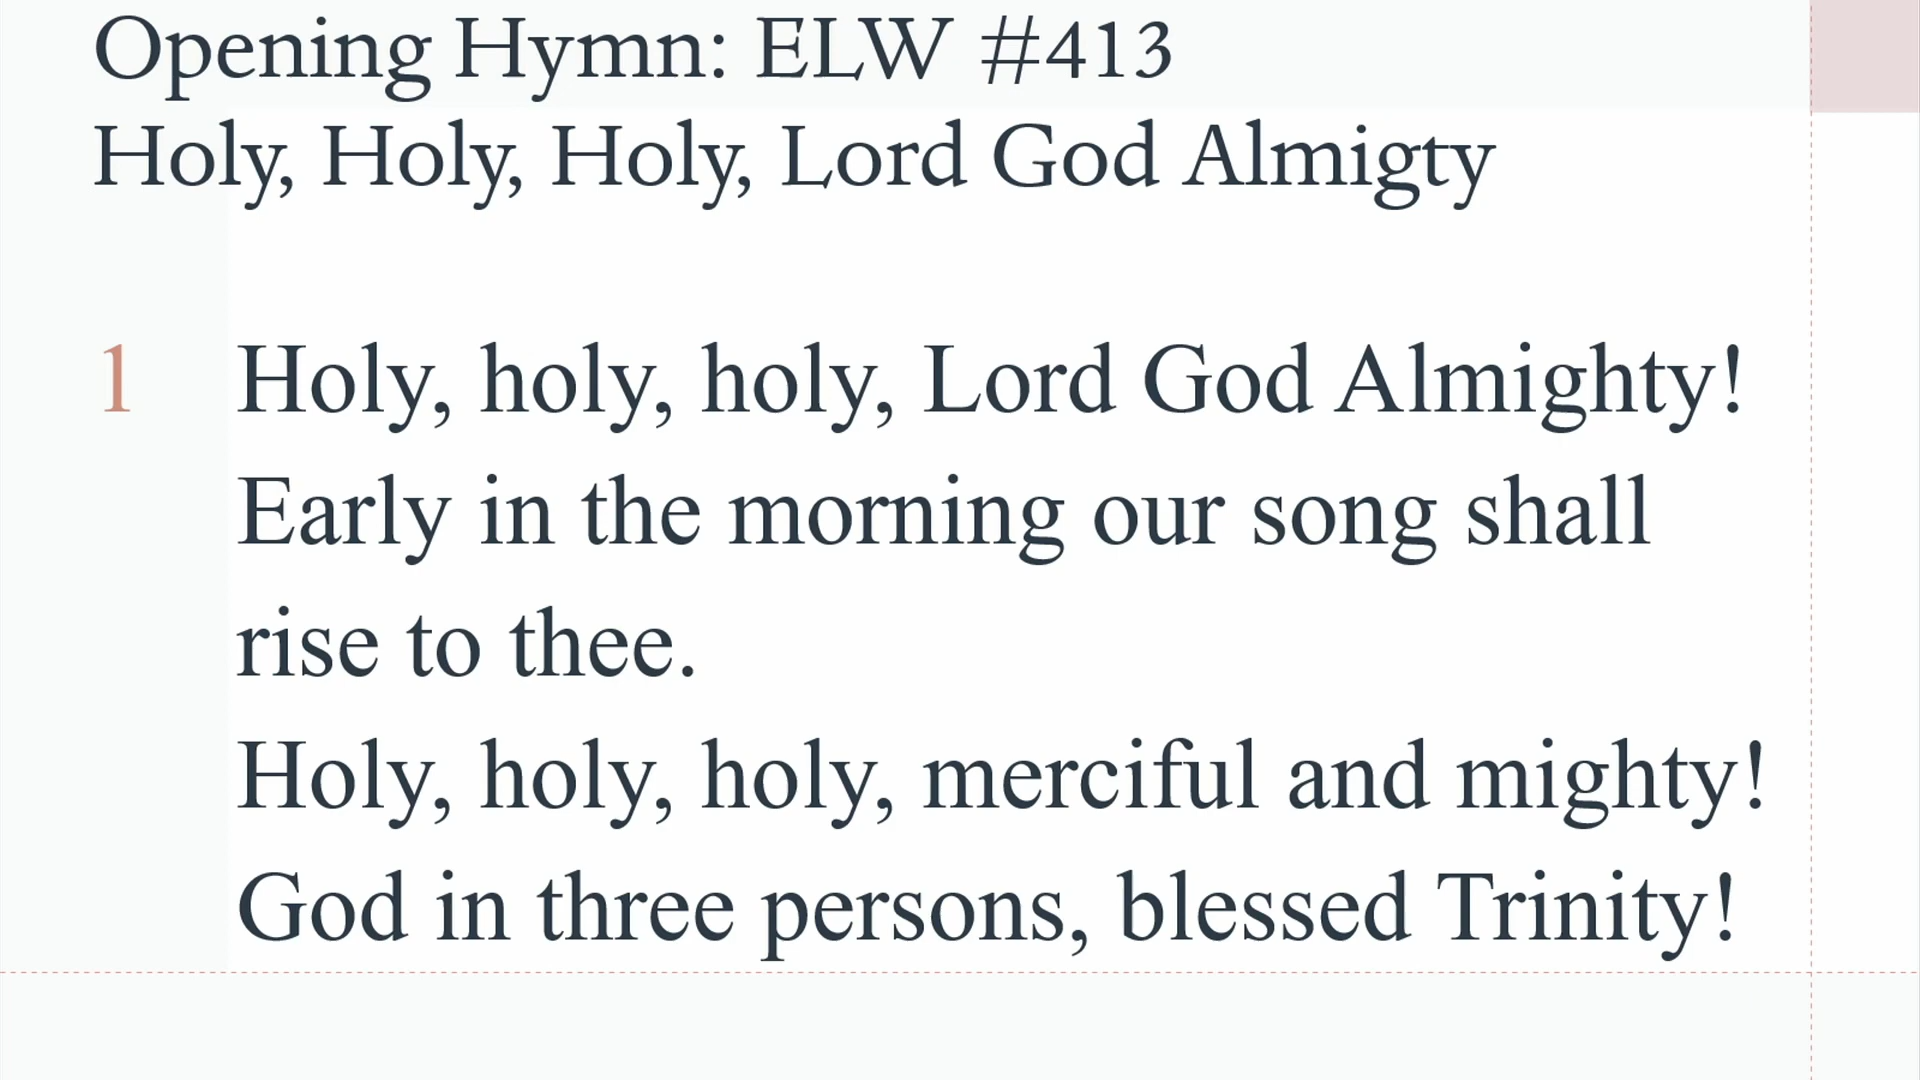 Opening Hymn: ELW #413
Holy, Holy, Holy, Lord God Almigty
1 Holy, holy, holy, Lord God Almighty!
Early in the morning our song shall
rise to thee.
Holy, holy, holy, merciful and mighty!
God in three persons, blessed Trinity!